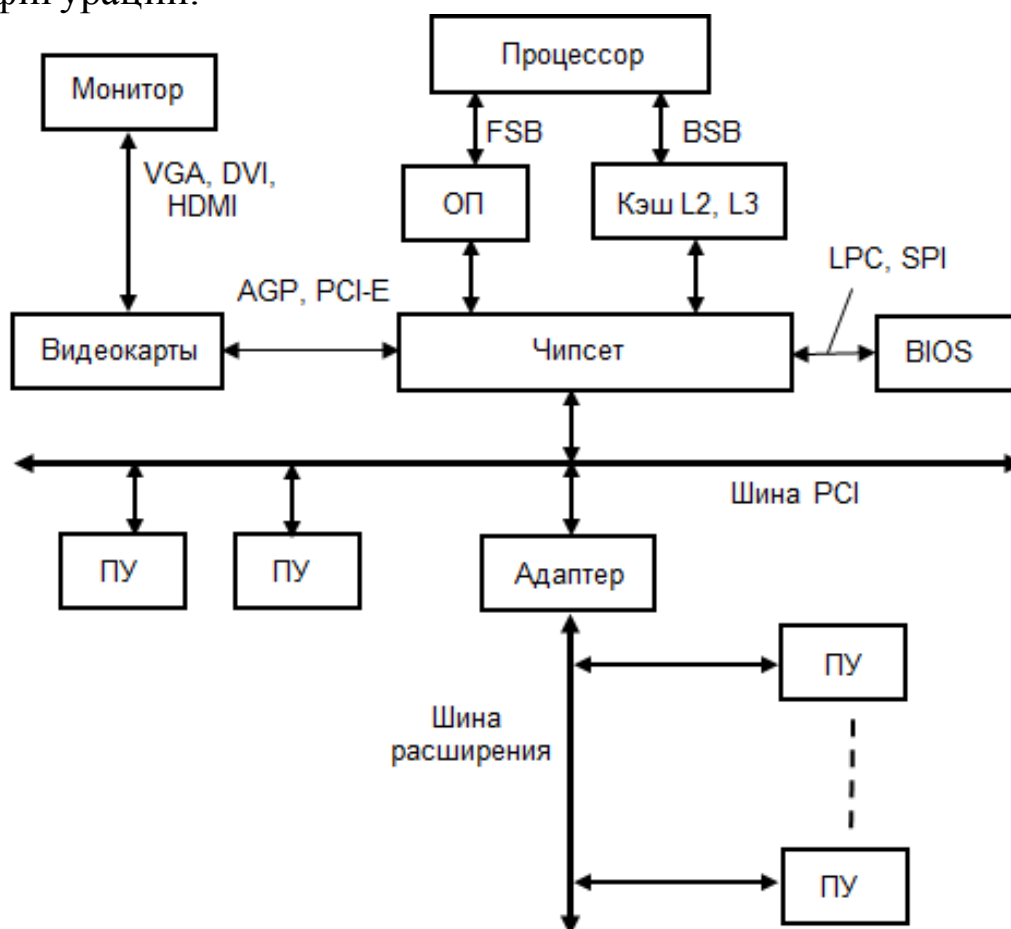 фигурации.
Процессор
Монитор
FSB
BSB
VGA, DVI,
HDMI
ОП
Кэш L2, L3
LPC, SPI
AGP, PCI-E
Видеокарты
Чипсет
BIOS
Шина PCI
ПУ
ПУ
Адаптер
ПУ
Шина
расширения
ПУ